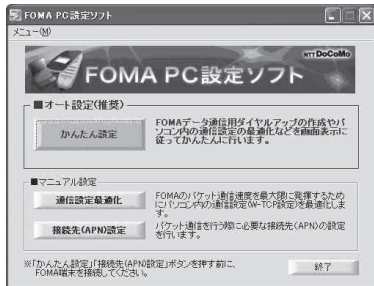 FOMA PC設定ソフト
メニュー(M)
NTT DoCoMo
FOMA PC設定ソフト
■オート設定(推奨)
かんたん設定
FOMAデータ通信用ダイヤルアップの作成やパ
ソコン内の通信設定の最適化などを画面表示に
従ってかんたんに行います。
■マニュアル設定
通信設定最適化
FOMAのパケット通信速度を最大限に発揮するため
にパソコン内の通信設定(W-TCP設定)を最適化しま
す。
接続先(APN)設定
パケット通信を行う際に必要な接続先(APN)の設定
を行います。
※「かんたん設定」「接続先(APN)設定」ボタンを押す前に、
FOMA端末を接続してください。
終了